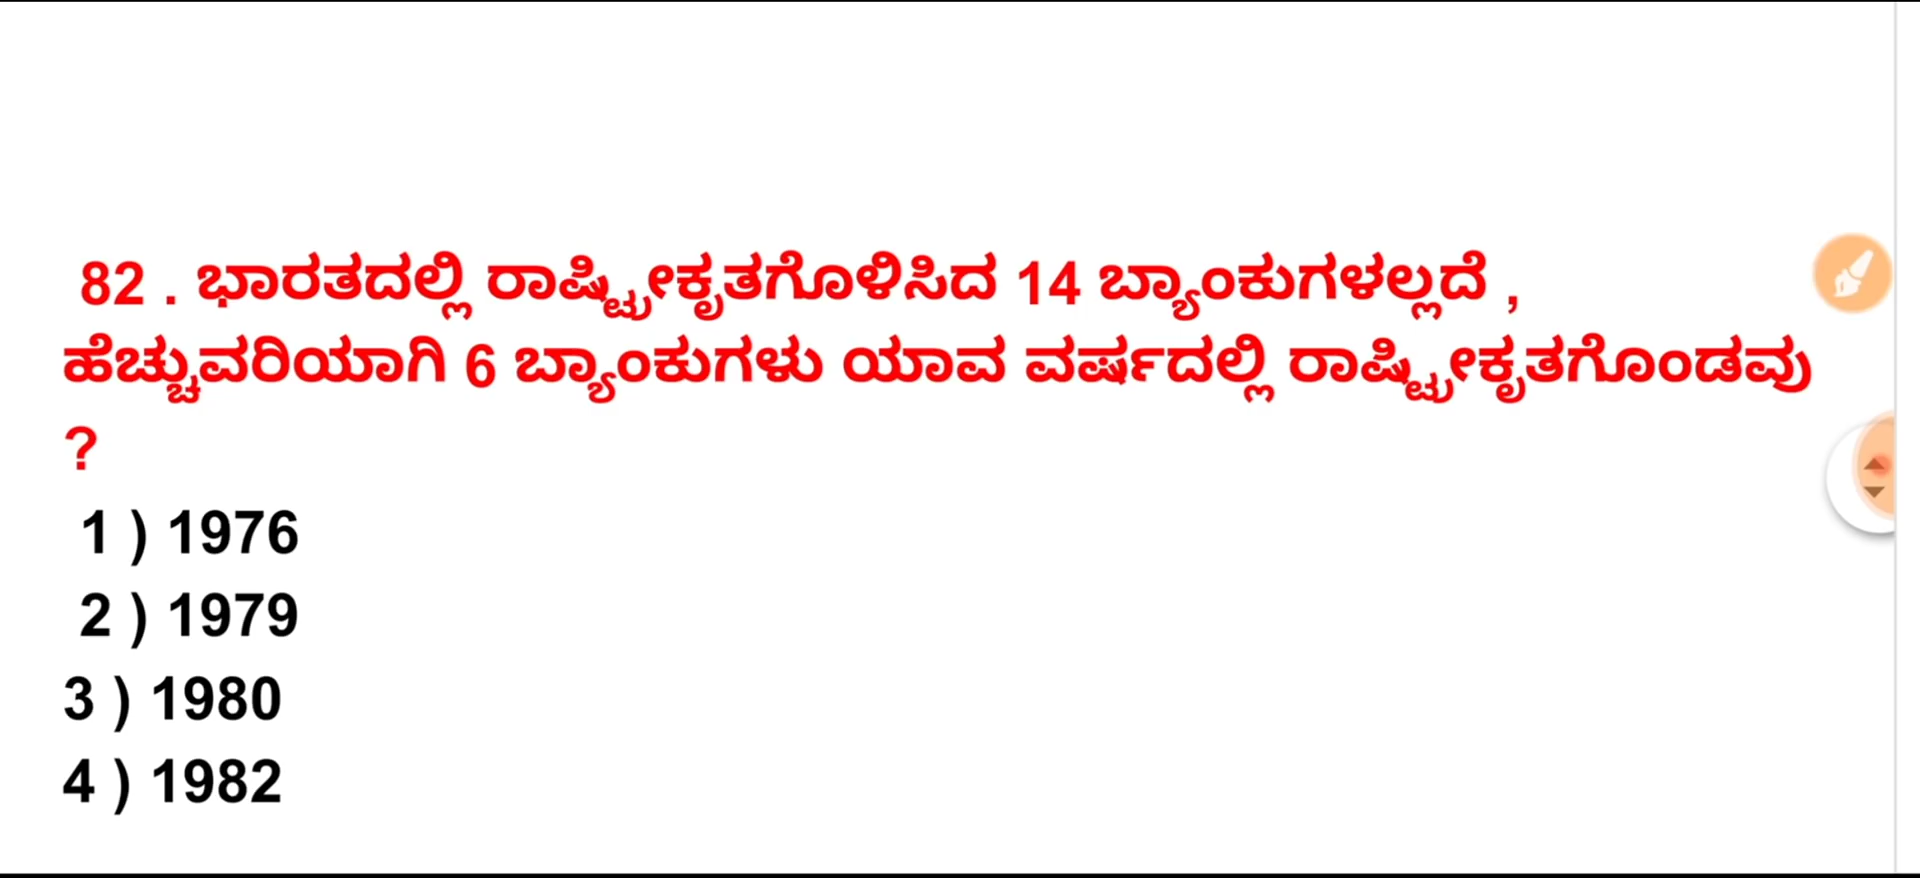 82 . ಭಾರತದಲ್ಲಿ ರಾಷ್ಟ್ರೀಕೃತಗೊಳಿಸಿದ 14 ಬ್ಯಾಂಕುಗಳಲ್ಲದೆ ,
ಹೆಚ್ಚುವರಿಯಾಗಿ 6 ಬ್ಯಾಂಕುಗಳು ಯಾವ ವರ್ಷದಲ್ಲಿ ರಾಷ್ಟ್ರೀಕೃತಗೊಂಡವು
?
1 ) 1976
2 ) 1979
3 ) 1980
4 ) 1982